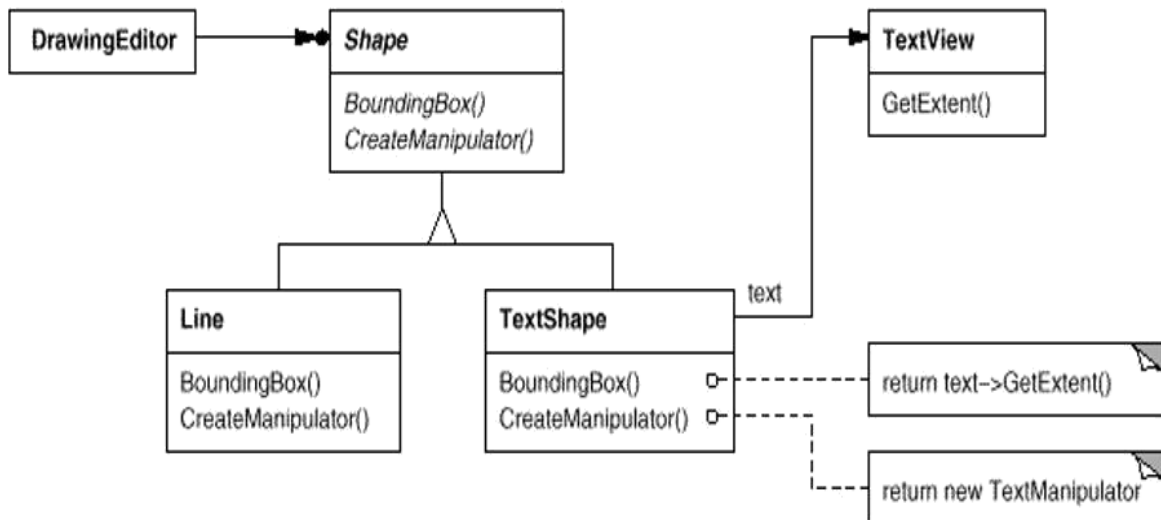 DrawingEditor
Shape
BoundingBox()
CreateManipulator()
TextView
GetExtent()
Line
BoundingBox()
CreateManipulator()
TextShape
BoundingBox()
CreateManipulator()
text
return text->GetExtent()
return new TextManipulator